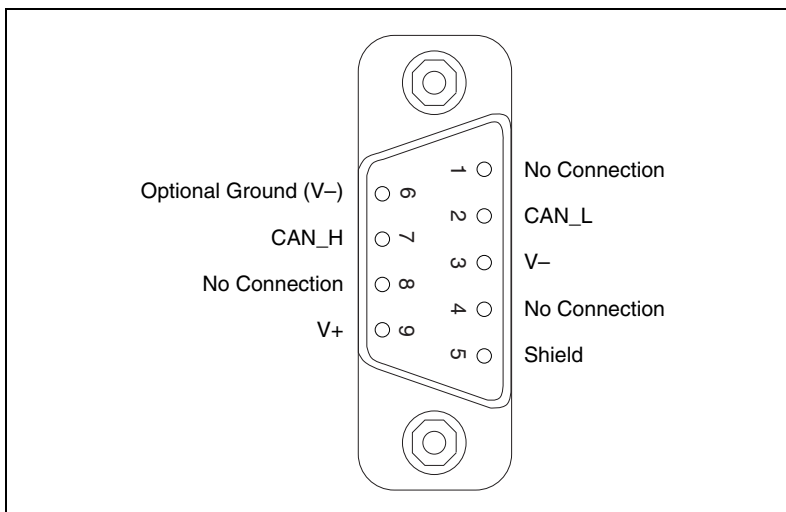 Optional Ground (V–)
CAN_H
No Connection
V+
6
7
8
9
1
2
3
4
5
No Connection
CAN_L
V–
No Connection
Shield